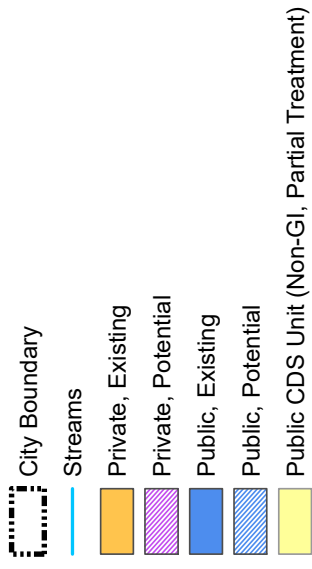 City Boundary
Streams
Private, Existing
Private, Potential
Public, Existing
Public, Potential
Public CDS Unit (Non-GI, Partial Treatment)